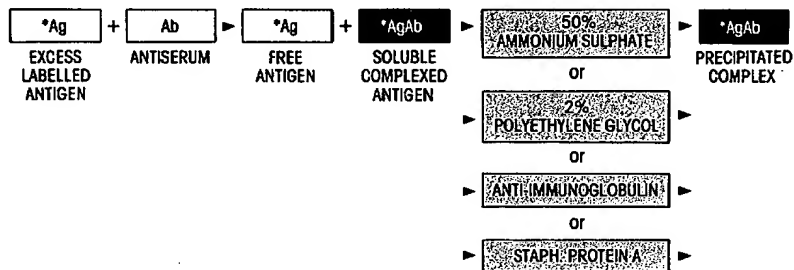 *Ag + Ab ► *Ag + *AgAb ► 50% AMMONIUM SULPHATE ► *AgAb
EXCESS LABELLED ANTIGEN
ANTISERUM
FREE ANTIGEN
SOLUBLE COMPLEXED ANTIGEN
PRECIPITATED COMPLEX
or
► 2% POLYETHYLENE GLYCOL ►
or
► ANTI-IMMUNOGLOBULIN ►
or
► STAPH. PROTEIN A ►